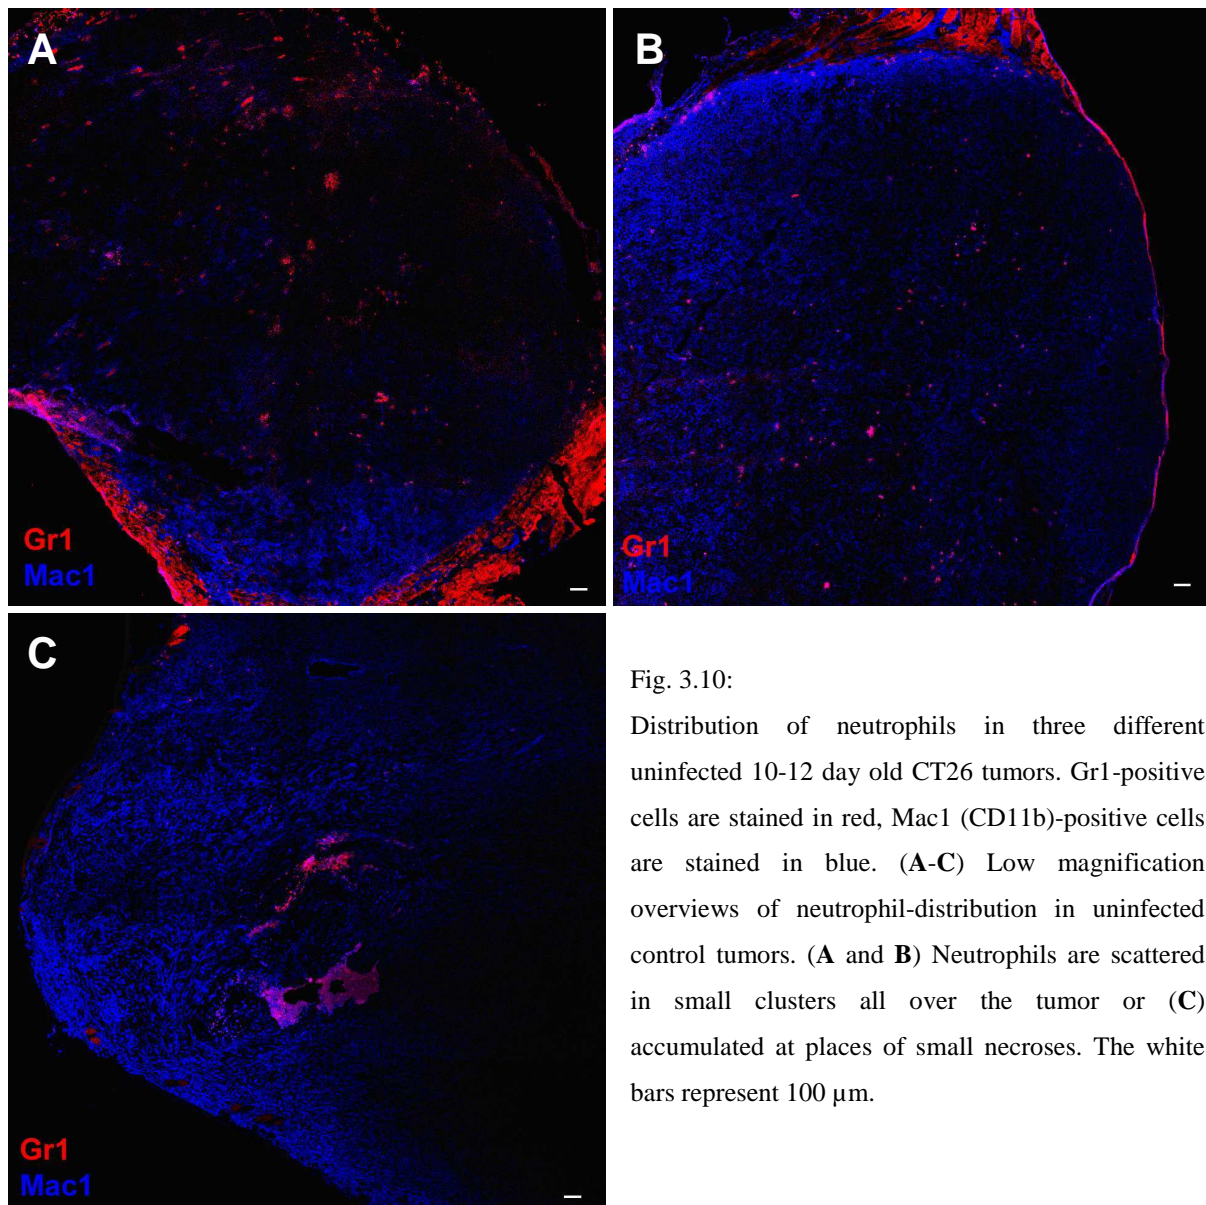 A
Gr1
Mac1
B
Gr1
Mac1
C
Gr1
Mac1
Fig. 3.10:
Distribution of neutrophils in three different
uninfected 10-12 day old CT26 tumors. Gr1-positive
cells are stained in red, Mac1 (CD11b)-positive cells
are stained in blue. (A-C) Low magnification
overviews of neutrophil-distribution in uninfected
control tumors. (A and B) Neutrophils are scattered
in small clusters all over the tumor or (C)
accumulated at places of small necroses. The white
bars represent 100 µm.